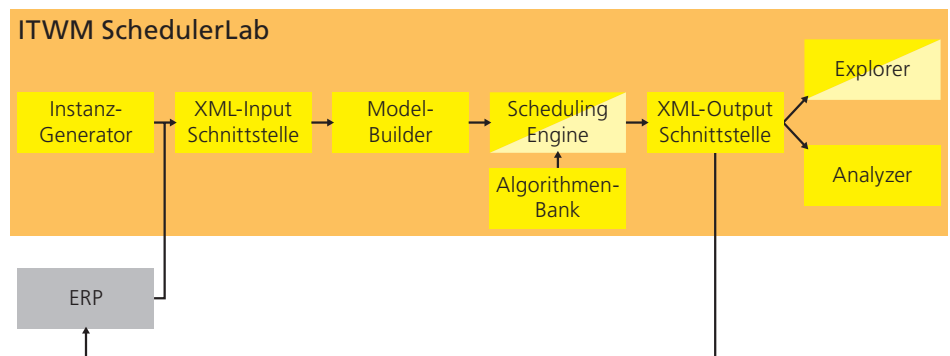 ITWM SchedulerLab
Instanz-
Generator
XML-Input
Schnittstelle
Model-
Builder
Scheduling
Engine
XML-Output
Schnittstelle
Explorer
Analyzer
Algorithmen-
Bank
ERP